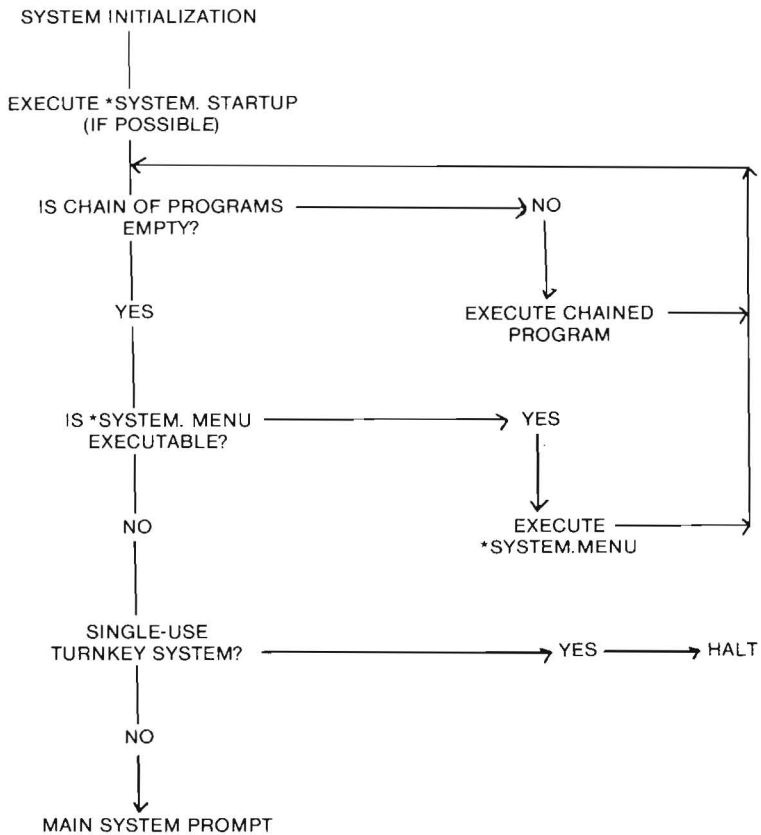 SYSTEM INITIALIZATION
EXECUTE *SYSTEM. STARTUP
(IF POSSIBLE)
IS CHAIN OF PROGRAMS
EMPTY?
NO
YES
EXECUTE CHAINED
PROGRAM
IS *SYSTEM. MENU
EXECUTABLE?
YES
NO
EXECUTE
*SYSTEM.MENU
SINGLE-USE
TURNKEY SYSTEM?
YES
HALT
NO
MAIN SYSTEM PROMPT